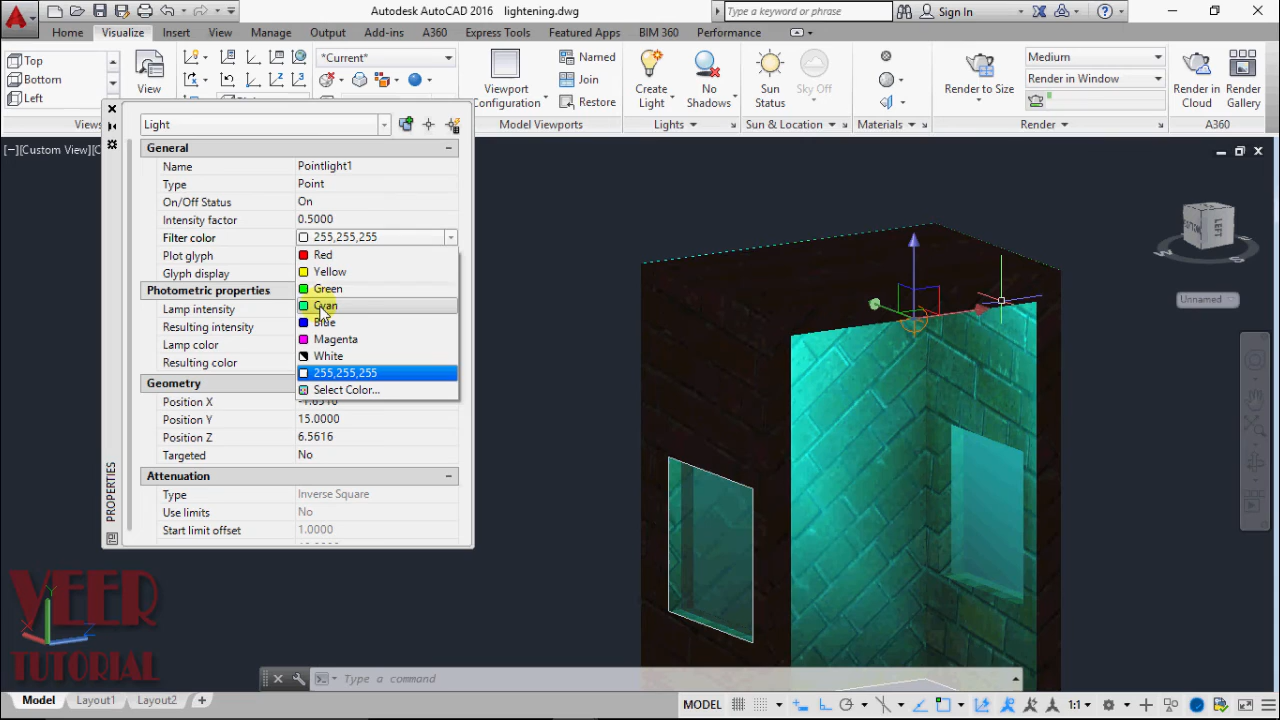 Autodesk AutoCAD 2016 lightening.dwg
Type a keyword or phrase
Sign In
Home Visualize Insert View Manage Output Add-ins A360 Express Tools Featured Apps BIM 360 Performance
Top
Bottom
Left
View
*Current*
Viewport
Configuration
Named
Join
Restore
Create
Light
No
Shadows
Sun
Status
Sky Off
Render to Size
Medium
Render in Window
Render in
Cloud
Render
Gallery
Views
Model Viewports
Lights
Sun & Location
Materials
Render
A360
[−][Custom View][C
Light
General
Name Pointlight1
Type Point
On/Off Status On
Intensity factor 0.5000
Filter color 255,255,255
Plot glyph
Glyph display
Red
Yellow
Green
Cyan
Blue
Magenta
White
255,255,255
Select Color...
Photometric properties
Lamp intensity
Resulting intensity
Lamp color
Resulting color
Geometry
Position X
Position Y 15.0000
Position Z 6.5616
Targeted No
Attenuation
Type Inverse Square
Use limits No
Start limit offset 1.0000
PROPERTIES
LEFT
Unnamed
VEER
TUTORIAL
Type a command
Model Layout1 Layout2 +
MODEL
1:1